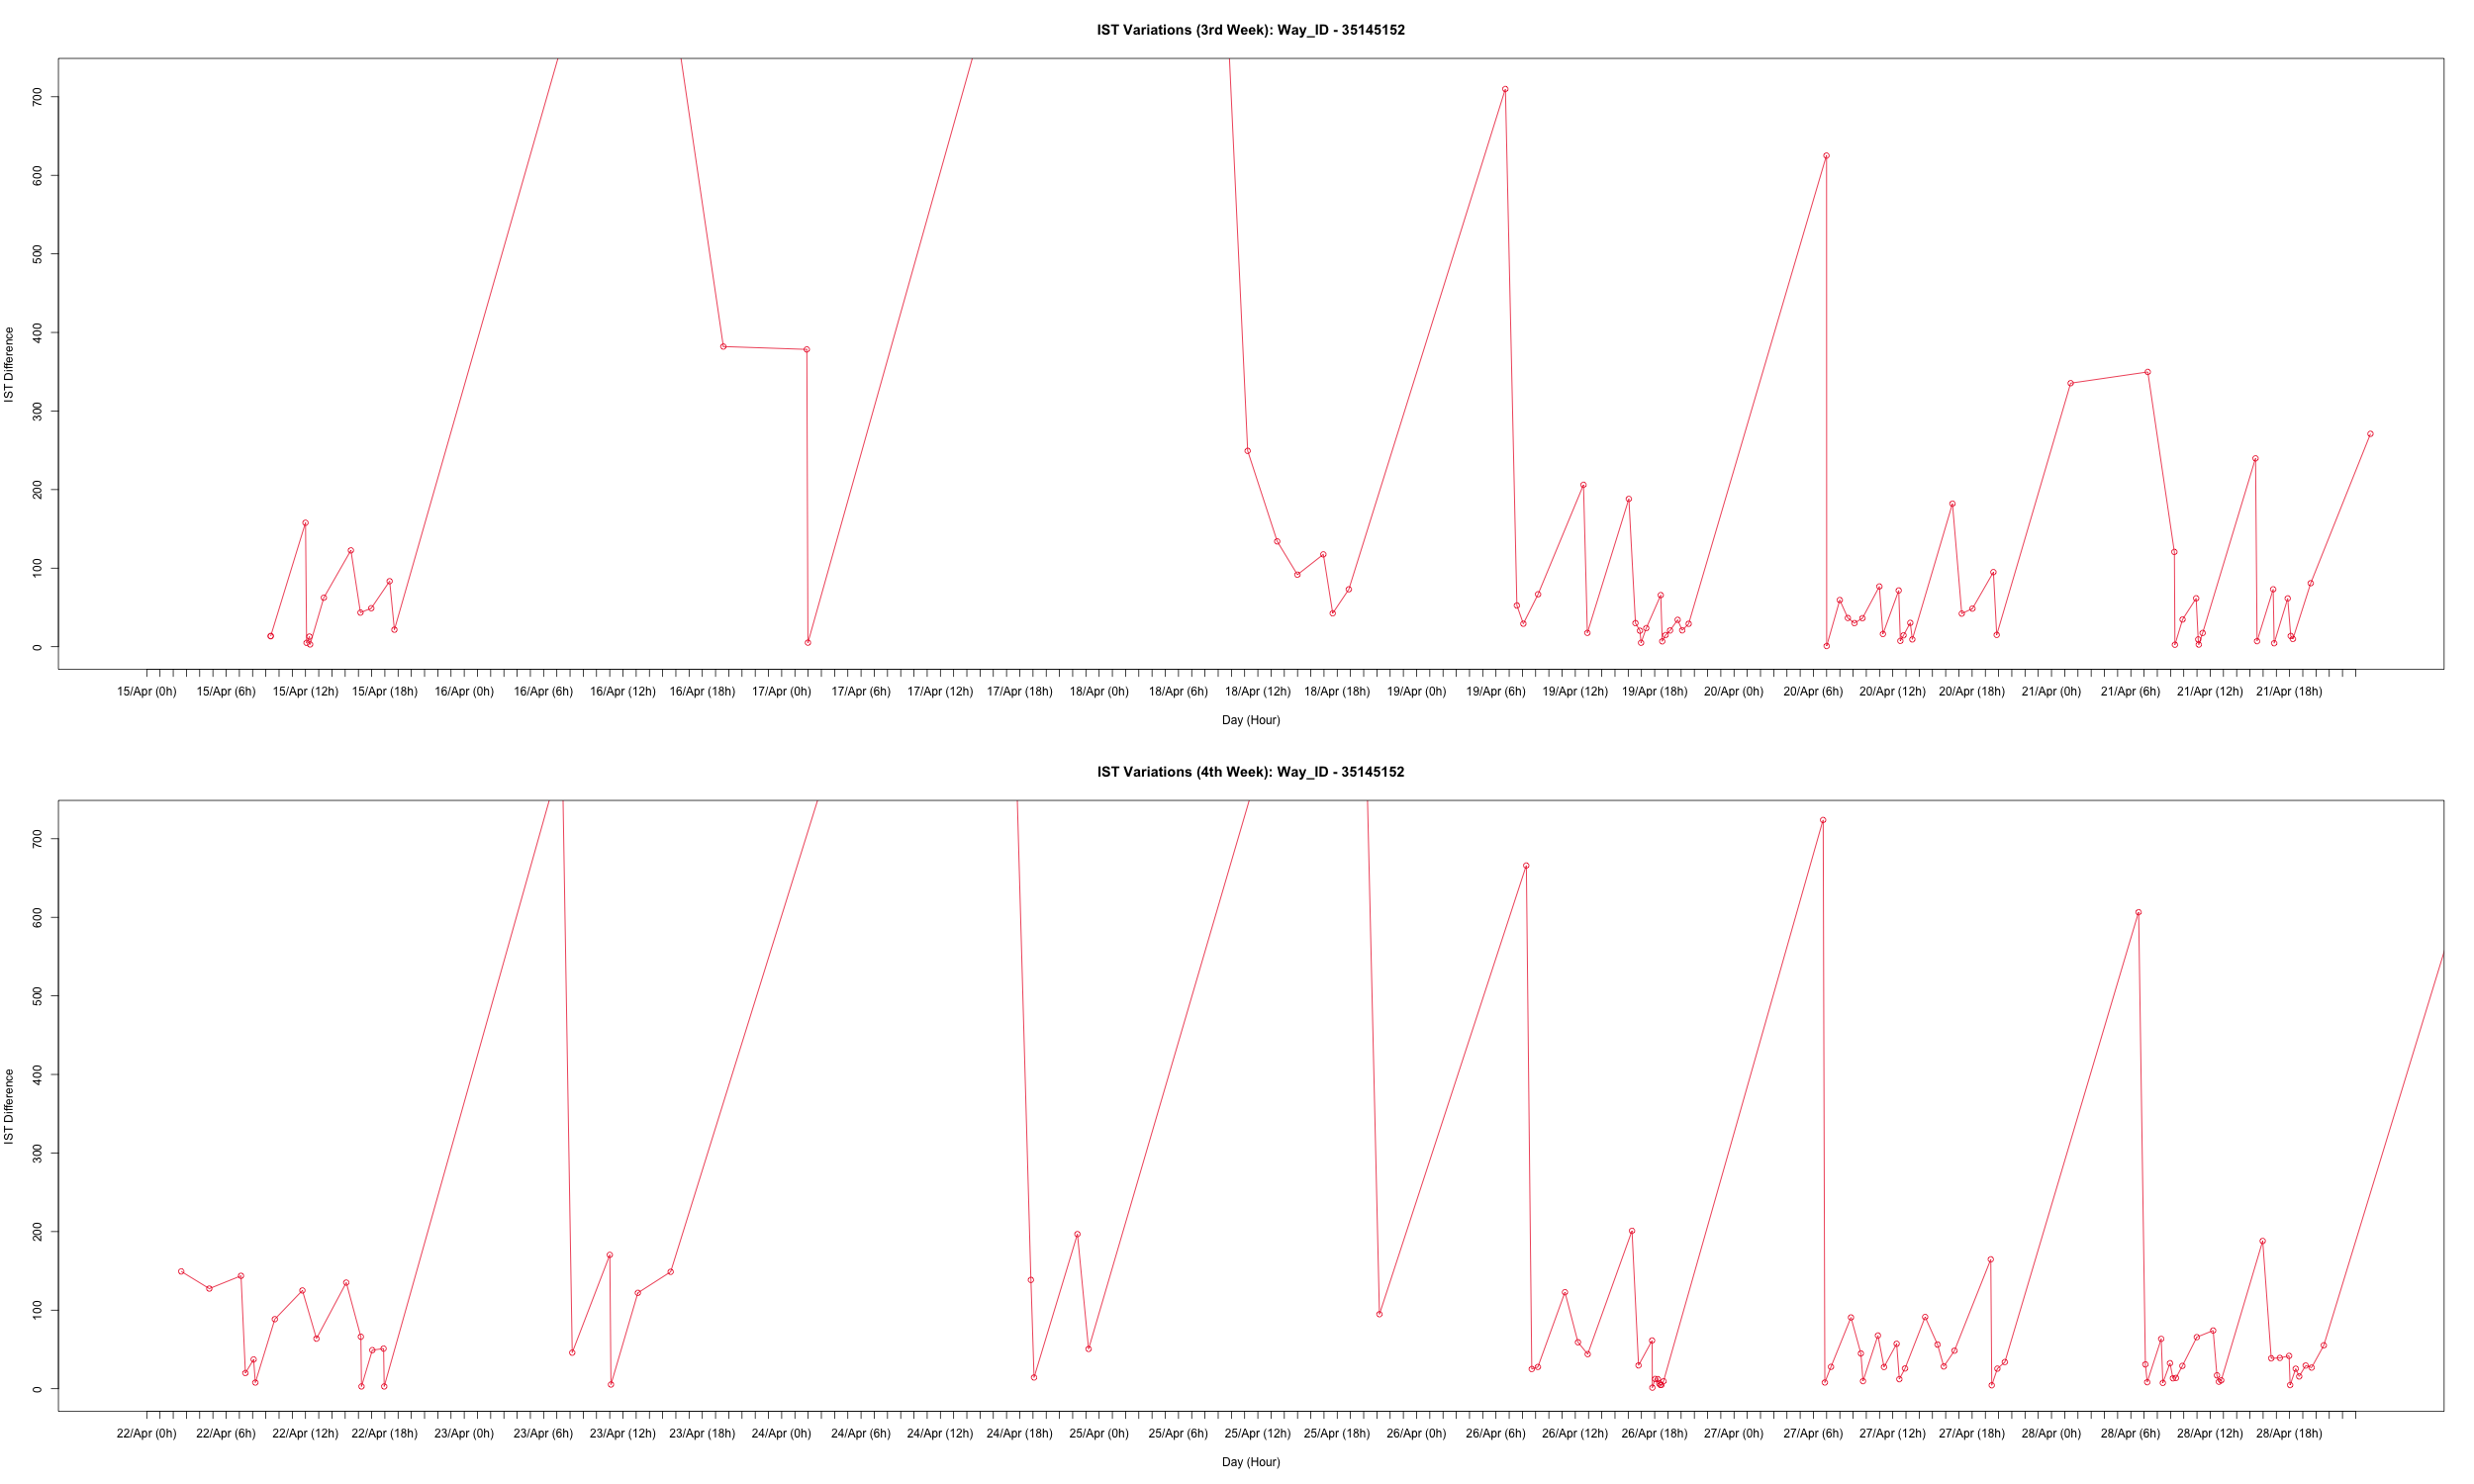 IST Variations (3rd Week): Way_ID - 35145152
IST Difference
700
600
500
400
300
200
100
0
15/Apr (0h) 15/Apr (6h) 15/Apr (12h) 15/Apr (18h) 16/Apr (0h) 16/Apr (6h) 16/Apr (12h) 16/Apr (18h) 17/Apr (0h) 17/Apr (6h) 17/Apr (12h) 17/Apr (18h) 18/Apr (0h) 18/Apr (6h) 18/Apr (12h) 18/Apr (18h) 19/Apr (0h) 19/Apr (6h) 19/Apr (12h) 19/Apr (18h) 20/Apr (0h) 20/Apr (6h) 20/Apr (12h) 20/Apr (18h) 21/Apr (0h) 21/Apr (6h) 21/Apr (12h) 21/Apr (18h)
Day (Hour)
IST Variations (4th Week): Way_ID - 35145152
IST Difference
700
600
500
400
300
200
100
0
22/Apr (0h) 22/Apr (6h) 22/Apr (12h) 22/Apr (18h) 23/Apr (0h) 23/Apr (6h) 23/Apr (12h) 23/Apr (18h) 24/Apr (0h) 24/Apr (6h) 24/Apr (12h) 24/Apr (18h) 25/Apr (0h) 25/Apr (6h) 25/Apr (12h) 25/Apr (18h) 26/Apr (0h) 26/Apr (6h) 26/Apr (12h) 26/Apr (18h) 27/Apr (0h) 27/Apr (6h) 27/Apr (12h) 27/Apr (18h) 28/Apr (0h) 28/Apr (6h) 28/Apr (12h) 28/Apr (18h)
Day (Hour)